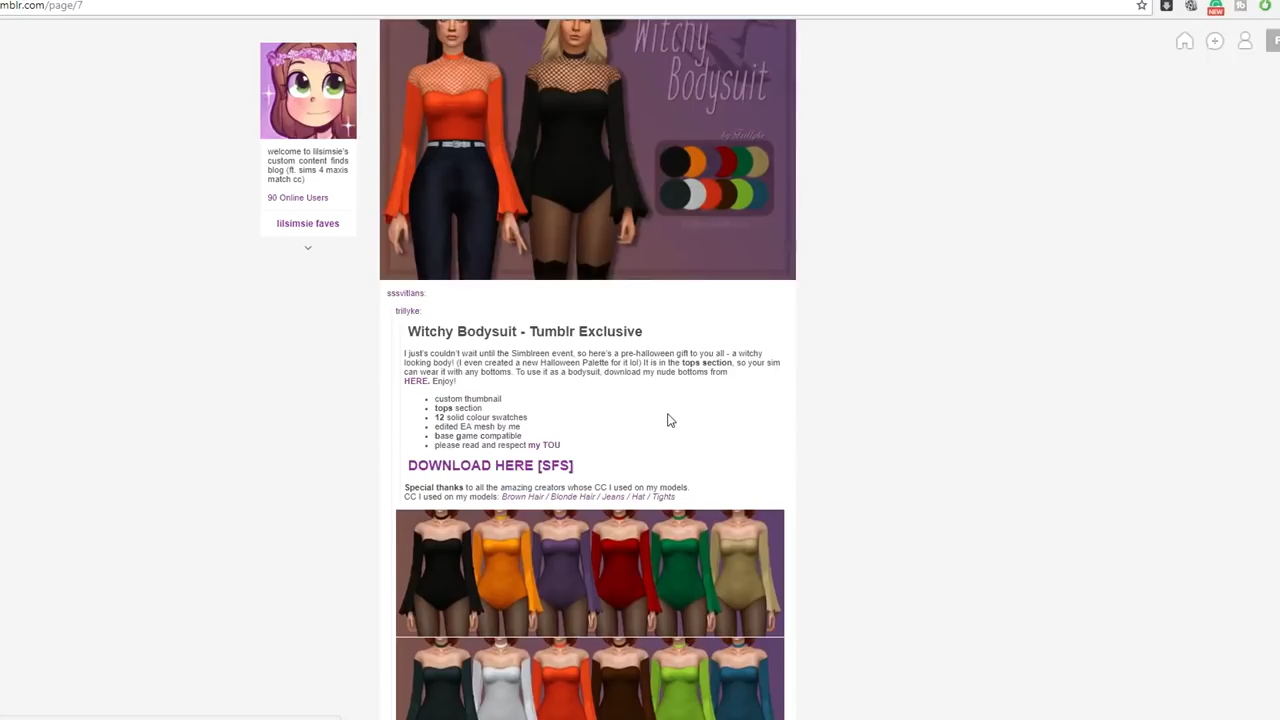 mblr.com/page/7
NEW
Witchy
Bodysuit
by Trillyke
welcome to lilsimsie's
custom content finds
blog (ft. sims 4 maxis
match cc)
90 Online Users
lilsimsie faves
sssvitlans:
trillyke:
Witchy Bodysuit - Tumblr Exclusive
I just's couldn't wait until the Simblreen event, so here's a pre-halloween gift to you all - a witchy
looking body! (I even created a new Halloween Palette for it lol) It is in the tops section, so your sim
can wear it with any bottoms. To use it as a bodysuit, download my nude bottoms from
HERE. Enjoy!
custom thumbnail
tops section
12 solid colour swatches
edited EA mesh by me
base game compatible
please read and respect my TOU
DOWNLOAD HERE [SFS]
Special thanks to all the amazing creators whose CC I used on my models.
CC I used on my models: Brown Hair / Blonde Hair / Jeans / Hat / Tights